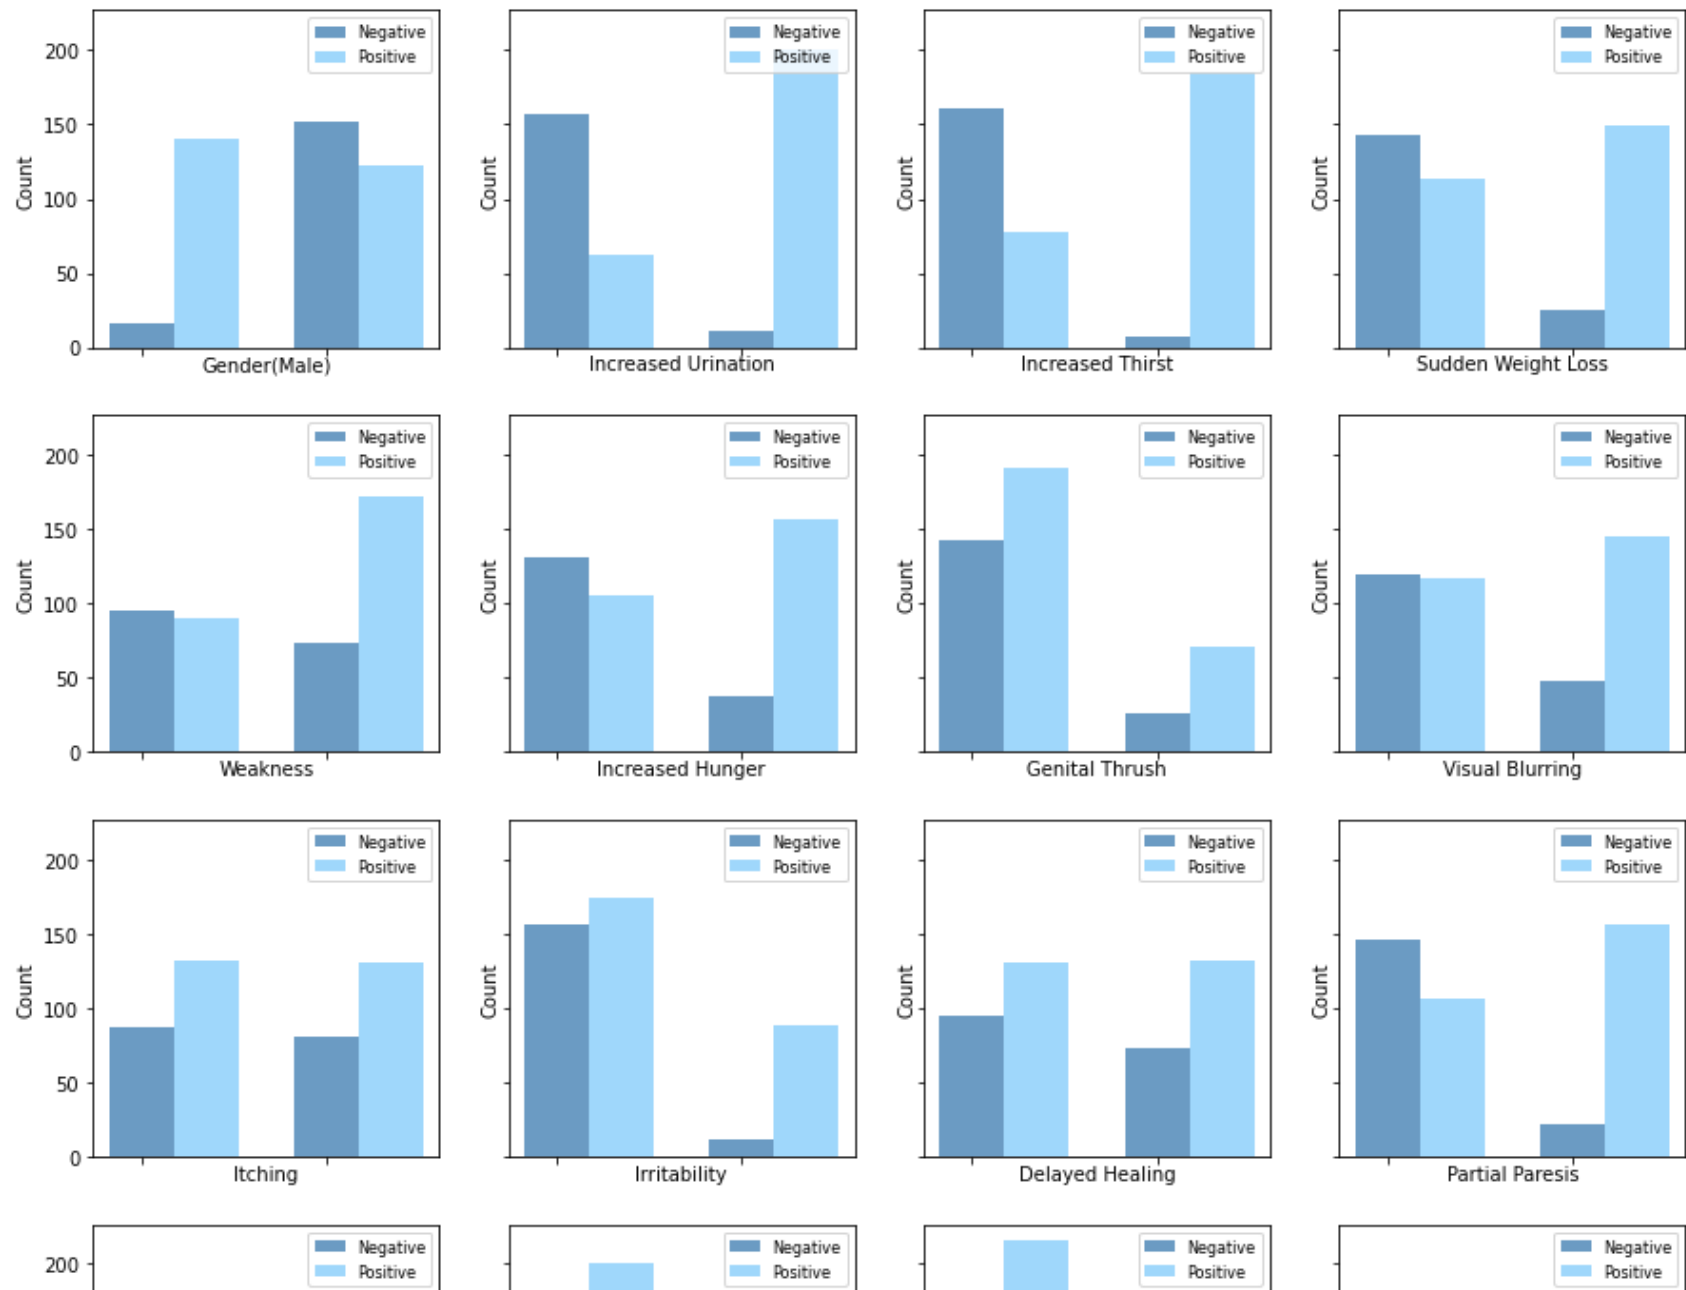 Negative
Positive
200
150
100
50
0
Count
Gender(Male)
Negative
Positive
Count
Increased Urination
Negative
Positive
Count
Increased Thirst
Negative
Positive
Count
Sudden Weight Loss
Negative
Positive
200
150
100
50
0
Count
Weakness
Negative
Positive
Count
Increased Hunger
Negative
Positive
Count
Genital Thrush
Negative
Positive
Count
Visual Blurring
Negative
Positive
200
150
100
50
0
Count
Itching
Negative
Positive
Count
Irritability
Negative
Positive
Count
Delayed Healing
Negative
Positive
Count
Partial Paresis
Negative
Positive
200
Negative
Positive
Negative
Positive
Negative
Positive